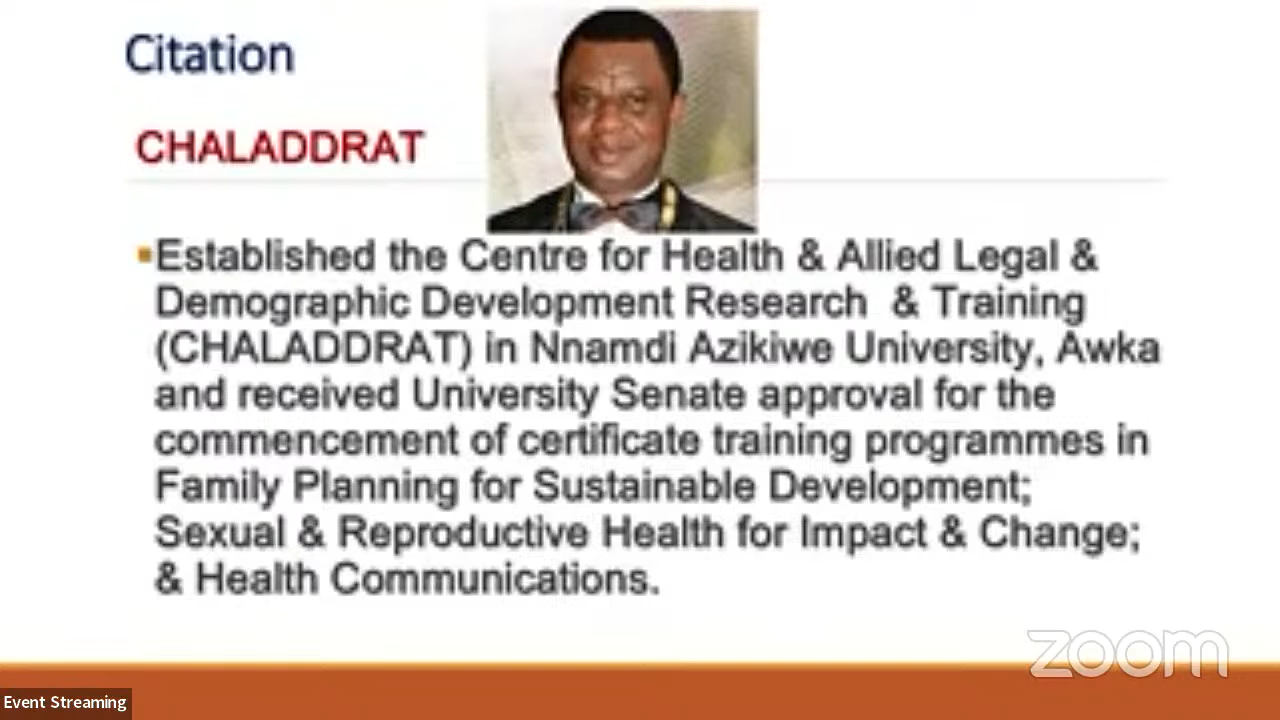 Citation
CHALADDRAT
Established the Centre for Health & Allied Legal &
Demographic Development Research & Training
(CHALADDRAT) in Nnamdi Azikiwe University, Awka
and received University Senate approval for the
commencement of certificate training programmes in
Family Planning for Sustainable Development;
Sexual & Reproductive Health for Impact & Change;
& Health Communications.
zoom
Event Streaming